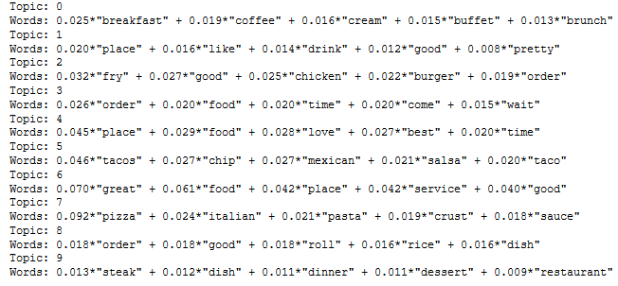 Topic: 0
Words: 0.025*"breakfast" + 0.019*"coffee" + 0.016*"cream" + 0.015*"buffet" + 0.013*"brunch"
Topic: 1
Words: 0.020*"place" + 0.016*"like" + 0.014*"drink" + 0.012*"good" + 0.008*"pretty"
Topic: 2
Words: 0.032*"fry" + 0.027*"good" + 0.025*"chicken" + 0.022*"burger" + 0.019*"order"
Topic: 3
Words: 0.026*"order" + 0.020*"food" + 0.020*"time" + 0.020*"come" + 0.015*"wait"
Topic: 4
Words: 0.045*"place" + 0.029*"food" + 0.028*"love" + 0.027*"best" + 0.020*"time"
Topic: 5
Words: 0.046*"tacos" + 0.027*"chip" + 0.027*"mexican" + 0.021*"salsa" + 0.020*"taco"
Topic: 6
Words: 0.070*"great" + 0.061*"food" + 0.042*"place" + 0.042*"service" + 0.040*"good"
Topic: 7
Words: 0.092*"pizza" + 0.024*"italian" + 0.021*"pasta" + 0.019*"crust" + 0.018*"sauce"
Topic: 8
Words: 0.018*"order" + 0.018*"good" + 0.018*"roll" + 0.016*"rice" + 0.016*"dish"
Topic: 9
Words: 0.013*"steak" + 0.012*"dish" + 0.011*"dinner" + 0.011*"dessert" + 0.009*"restaurant"